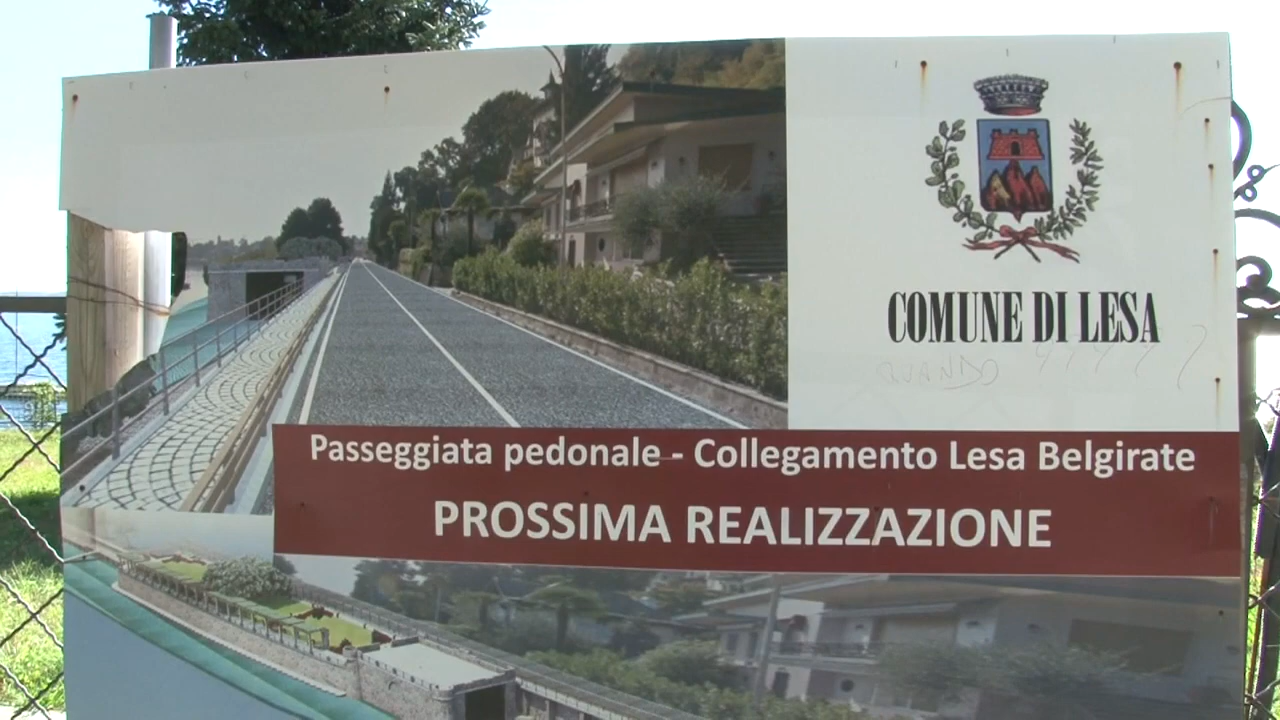 COMUNE DI LESA
QUANDO
Passeggiata pedonale - Collegamento Lesa Belgirate
PROSSIMA REALIZZAZIONE